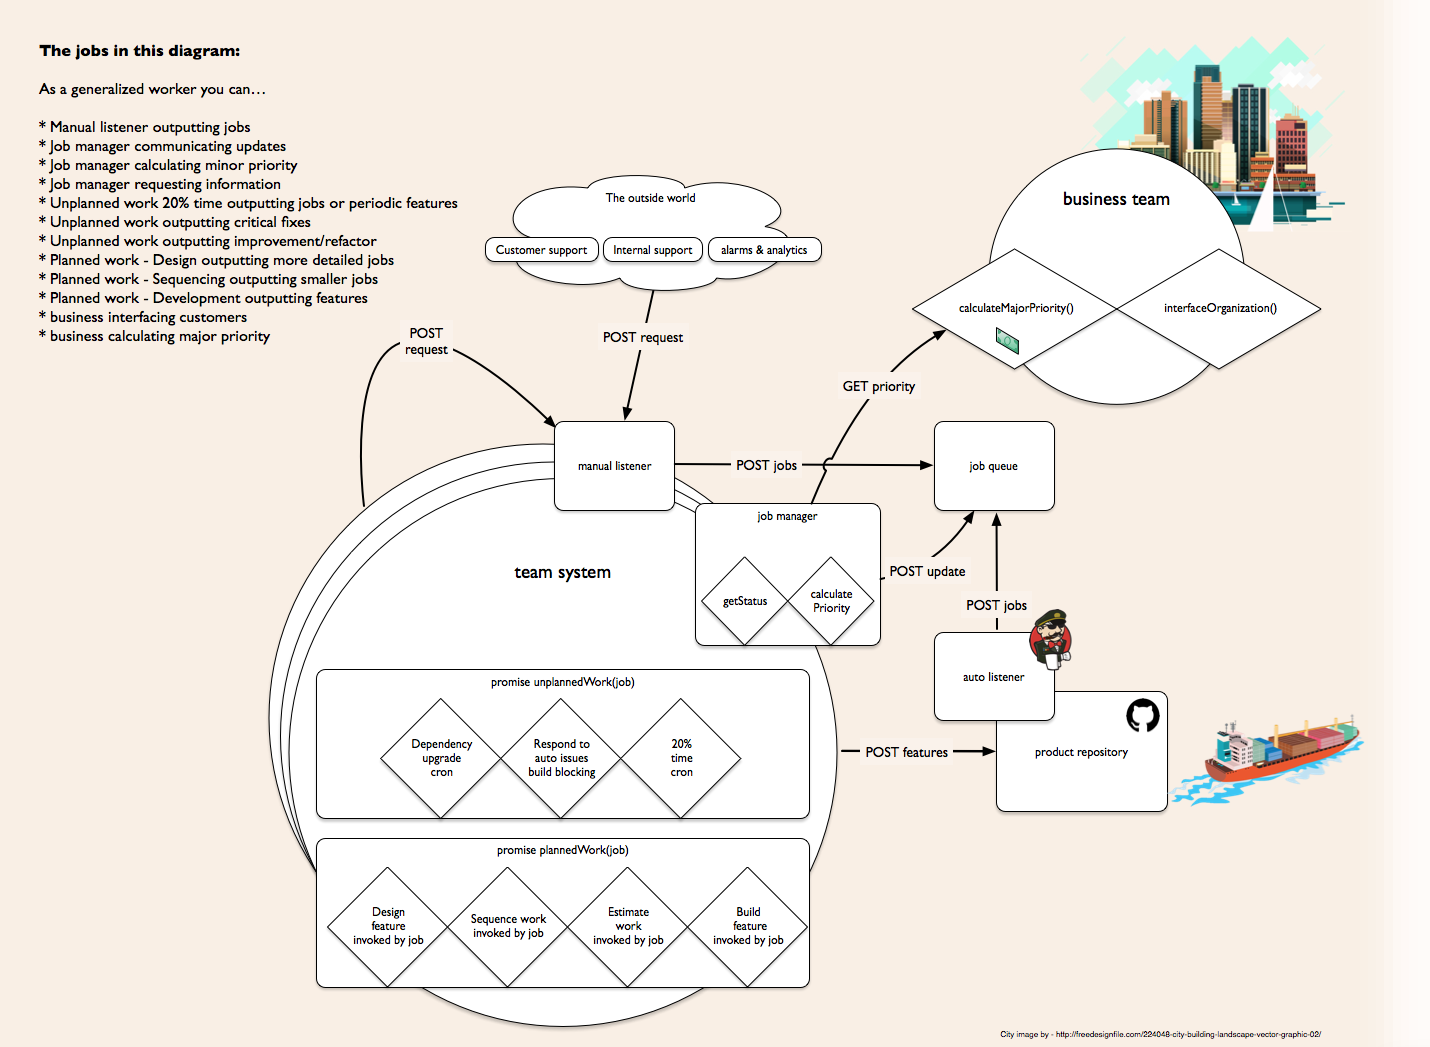 The jobs in this diagram:
As a generalized worker you can…
* Manual listener outputting jobs
* Job manager communicating updates
* Job manager calculating minor priority
* Job manager requesting information
* Unplanned work 20% time outputting jobs or periodic features
* Unplanned work outputting critical fixes
* Unplanned work outputting improvement/refactor
* Planned work - Design outputting more detailed jobs
* Planned work - Sequencing outputting smaller jobs
* Planned work - Development outputting features
* business interfacing customers
* business calculating major priority
The outside world
Customer support
Internal support
alarms & analytics
business team
calculateMajorPriority()
interfaceOrganization()
POST
request
POST request
GET priority
manual listener
POST jobs
job queue
job manager
getStatus
calculate
Priority
POST update
team system
POST jobs
auto listener
promise unplannedWork(job)
Dependency
upgrade
cron
Respond to
auto issues
build blocking
20%
time
cron
POST features
product repository
promise plannedWork(job)
Design
feature
invoked by job
Sequence work
invoked by job
Estimate
work
invoked by job
Build
feature
invoked by job
City image by - http://freedesignfile.com/224048-city-building-landscape-vector-graphic-02/